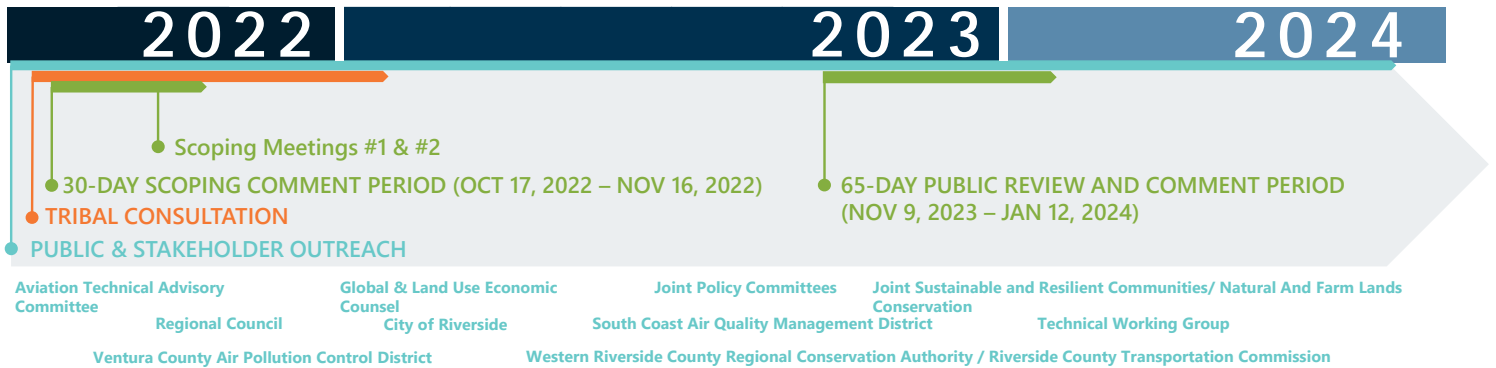 2022
2023
2024
Scoping Meetings #1 & #2
30-DAY SCOPING COMMENT PERIOD (OCT 17, 2022 – NOV 16, 2022)
65-DAY PUBLIC REVIEW AND COMMENT PERIOD
(NOV 9, 2023 – JAN 12, 2024)
TRIBAL CONSULTATION
PUBLIC & STAKEHOLDER OUTREACH
Aviation Technical Advisory
Committee
Global & Land Use Economic
Counsel
Joint Policy Committees
Joint Sustainable and Resilient Communities/ Natural And Farm Lands
Conservation
Regional Council
City of Riverside
South Coast Air Quality Management District
Technical Working Group
Ventura County Air Pollution Control District
Western Riverside County Regional Conservation Authority / Riverside County Transportation Commission